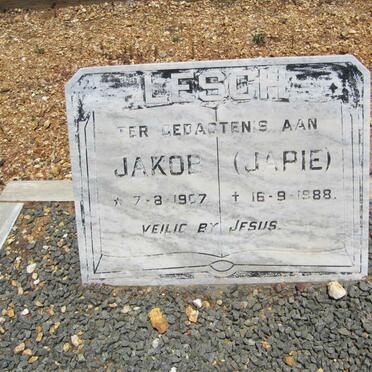 LESCH
TER GEDAGTENIS AAN
JAKOB (JAPIE)
* 7-8-1907 † 16-9-1988.
VEILIG BY JESUS.